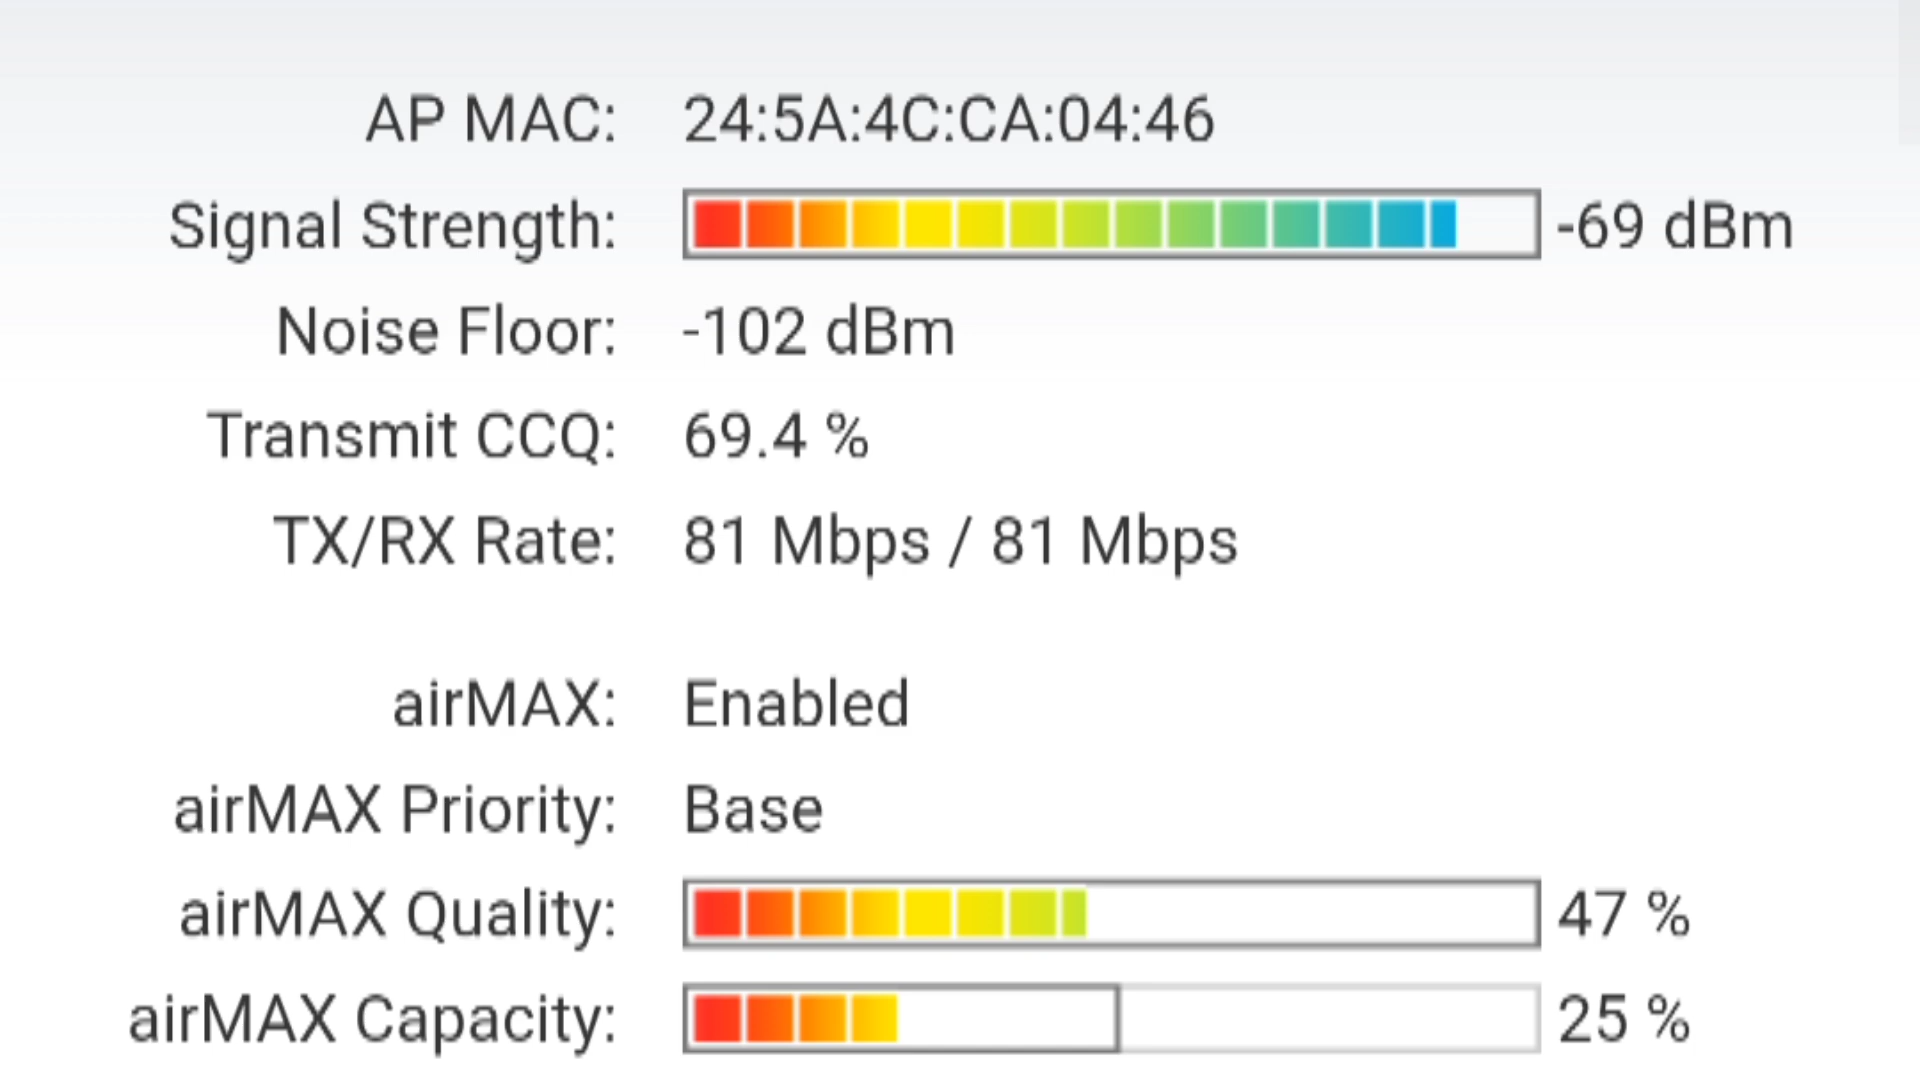 AP MAC: 24:5A:4C:CA:04:46
Signal Strength: -69 dBm
Noise Floor: -102 dBm
Transmit CCQ: 69.4 %
TX/RX Rate: 81 Mbps / 81 Mbps
airMAX: Enabled
airMAX Priority: Base
airMAX Quality: 47 %
airMAX Capacity: 25 %